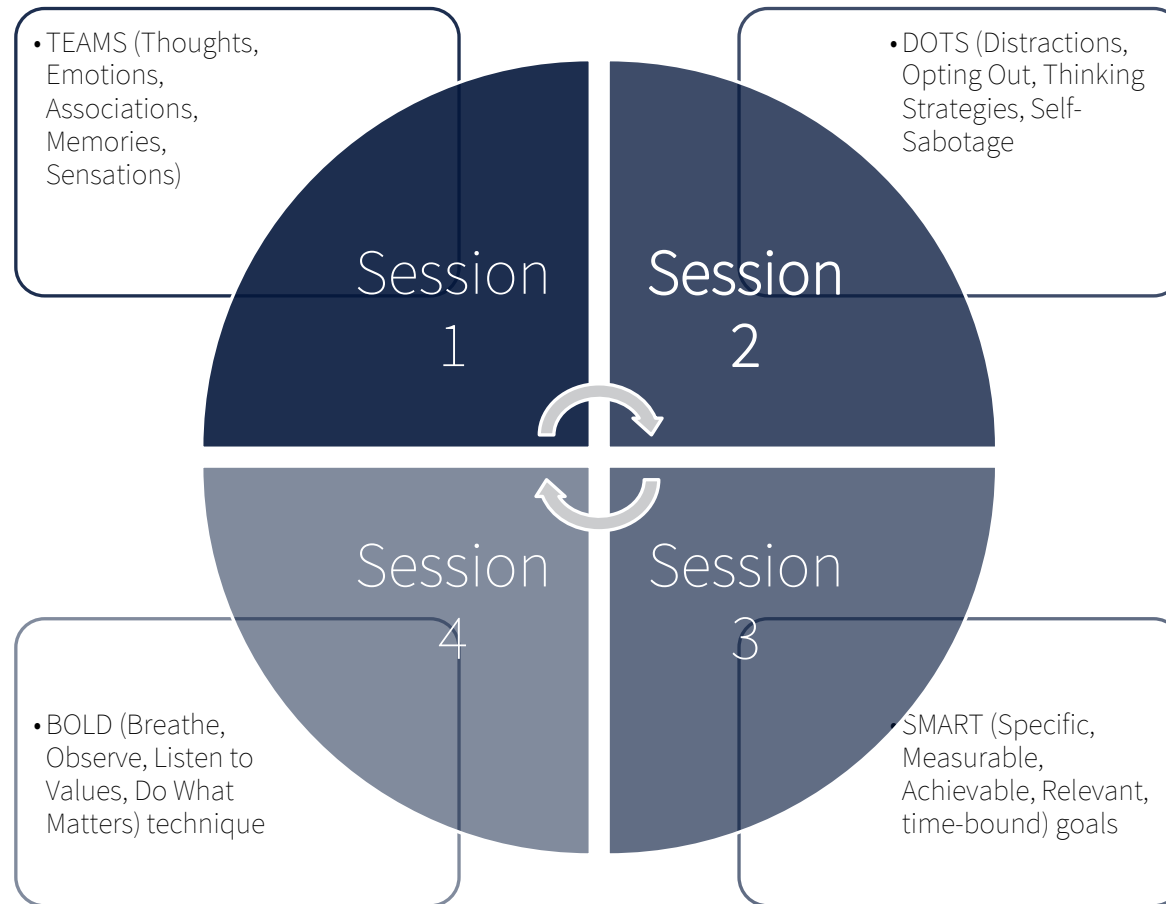 • TEAMS (Thoughts,
Emotions,
Associations,
Memories,
Sensations)
• DOTS (Distractions,
Opting Out, Thinking
Strategies, Self-
Sabotage
Session
1
Session
2
Session
4
Session
3
• BOLD (Breathe,
Observe, Listen to
Values, Do What
Matters) technique
• SMART (Specific,
Measurable,
Achievable, Relevant,
time-bound) goals